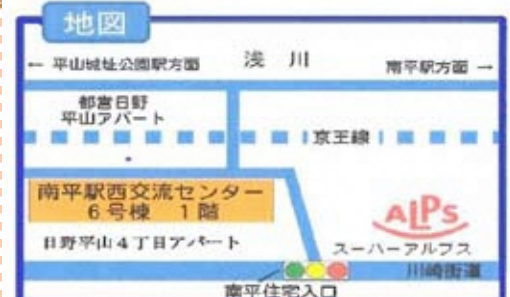 地図
← 平山城址公園駅方面
浅川
南平駅方面 →
都営日野
平山アパート
京王線
南平駅西交流センター
6号棟 1階
ALPS
日野平山4丁目アパート
スーパーアルプス
川崎街道
南平住宅入口